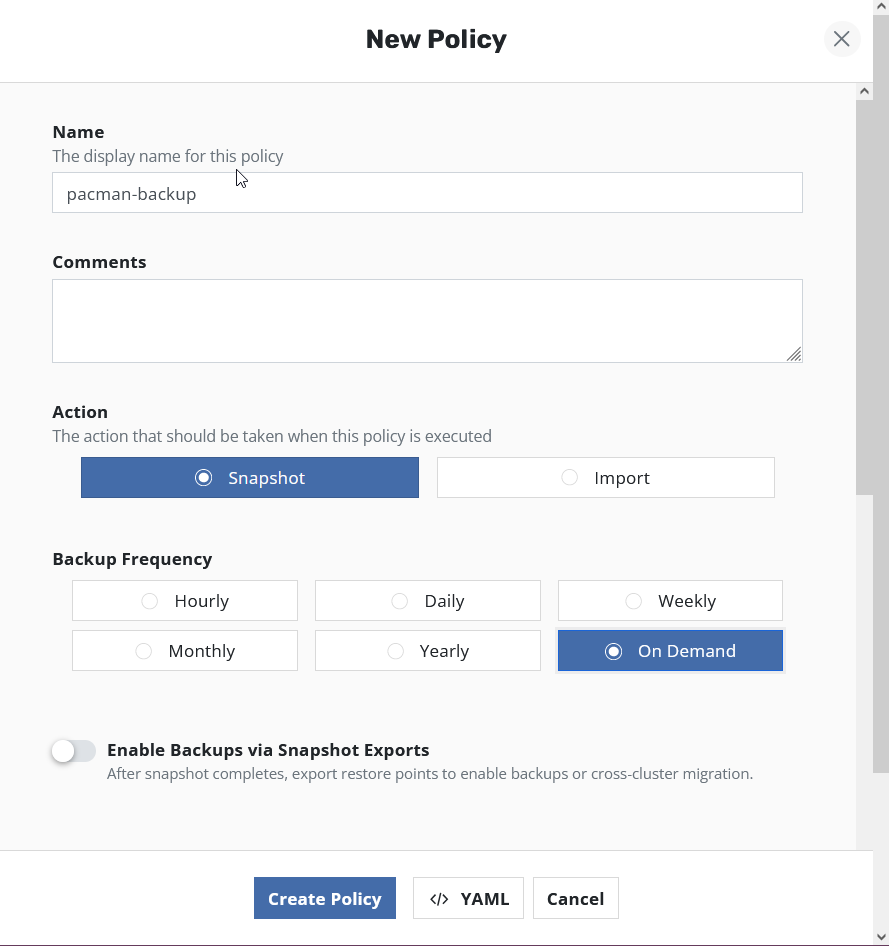 New Policy
Name
The display name for this policy
pacman-backup
Comments
Action
The action that should be taken when this policy is executed
Snapshot Import
Backup Frequency
Hourly Daily Weekly
Monthly Yearly On Demand
Enable Backups via Snapshot Exports
After snapshot completes, export restore points to enable backups or cross-cluster migration.
Create Policy </> YAML Cancel